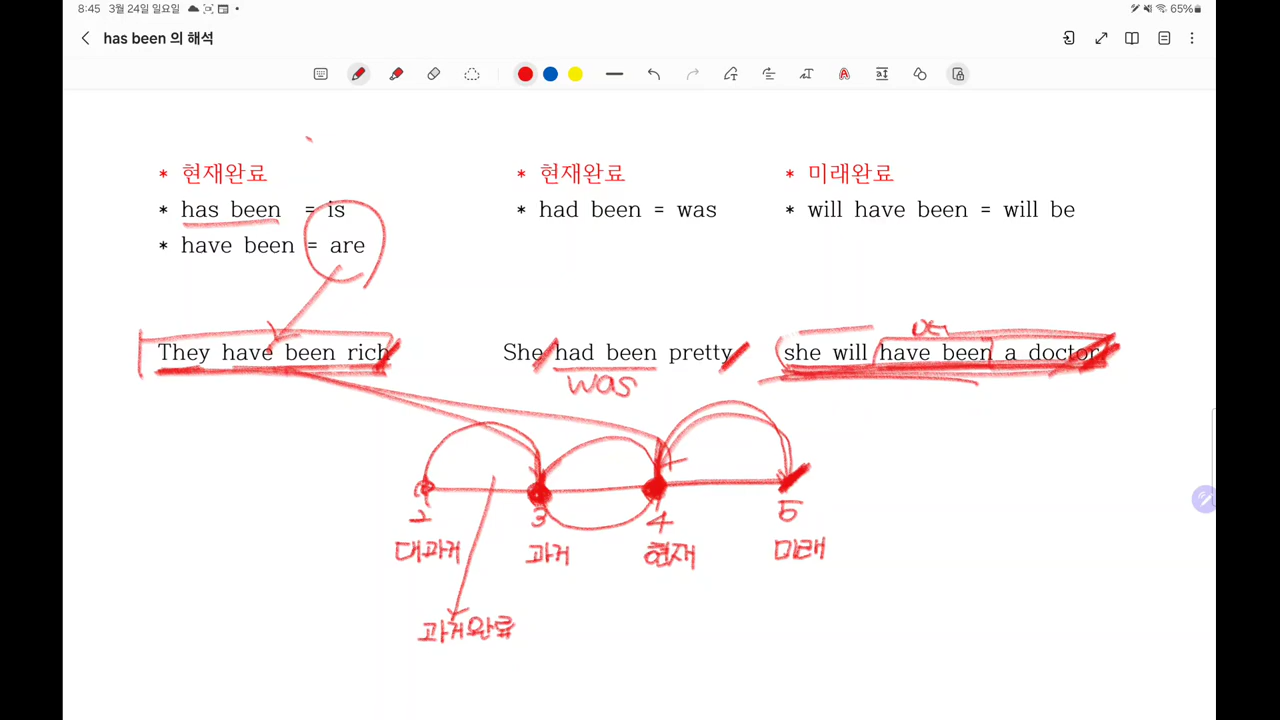 8:45 3월 24일 일요일
65%
has been 의 해석
* 현재완료
* has been = is
* have been = are
* 현재완료
* had been = was
* 미래완료
* will have been = will be
They have been rich
She had been pretty
was
she will have been a doctor
2 3 4 5
대과거 과거 현재 미래
과거완료